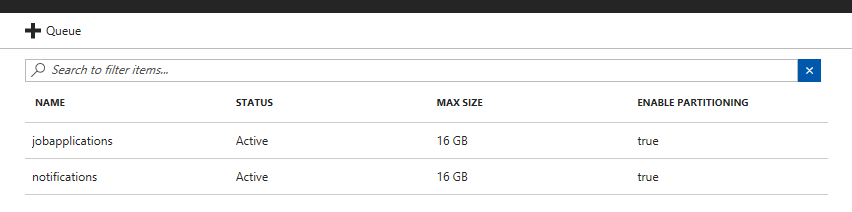 Queue
Search to filter items...
NAME STATUS MAX SIZE ENABLE PARTITIONING
jobapplications Active 16 GB true
notifications Active 16 GB true